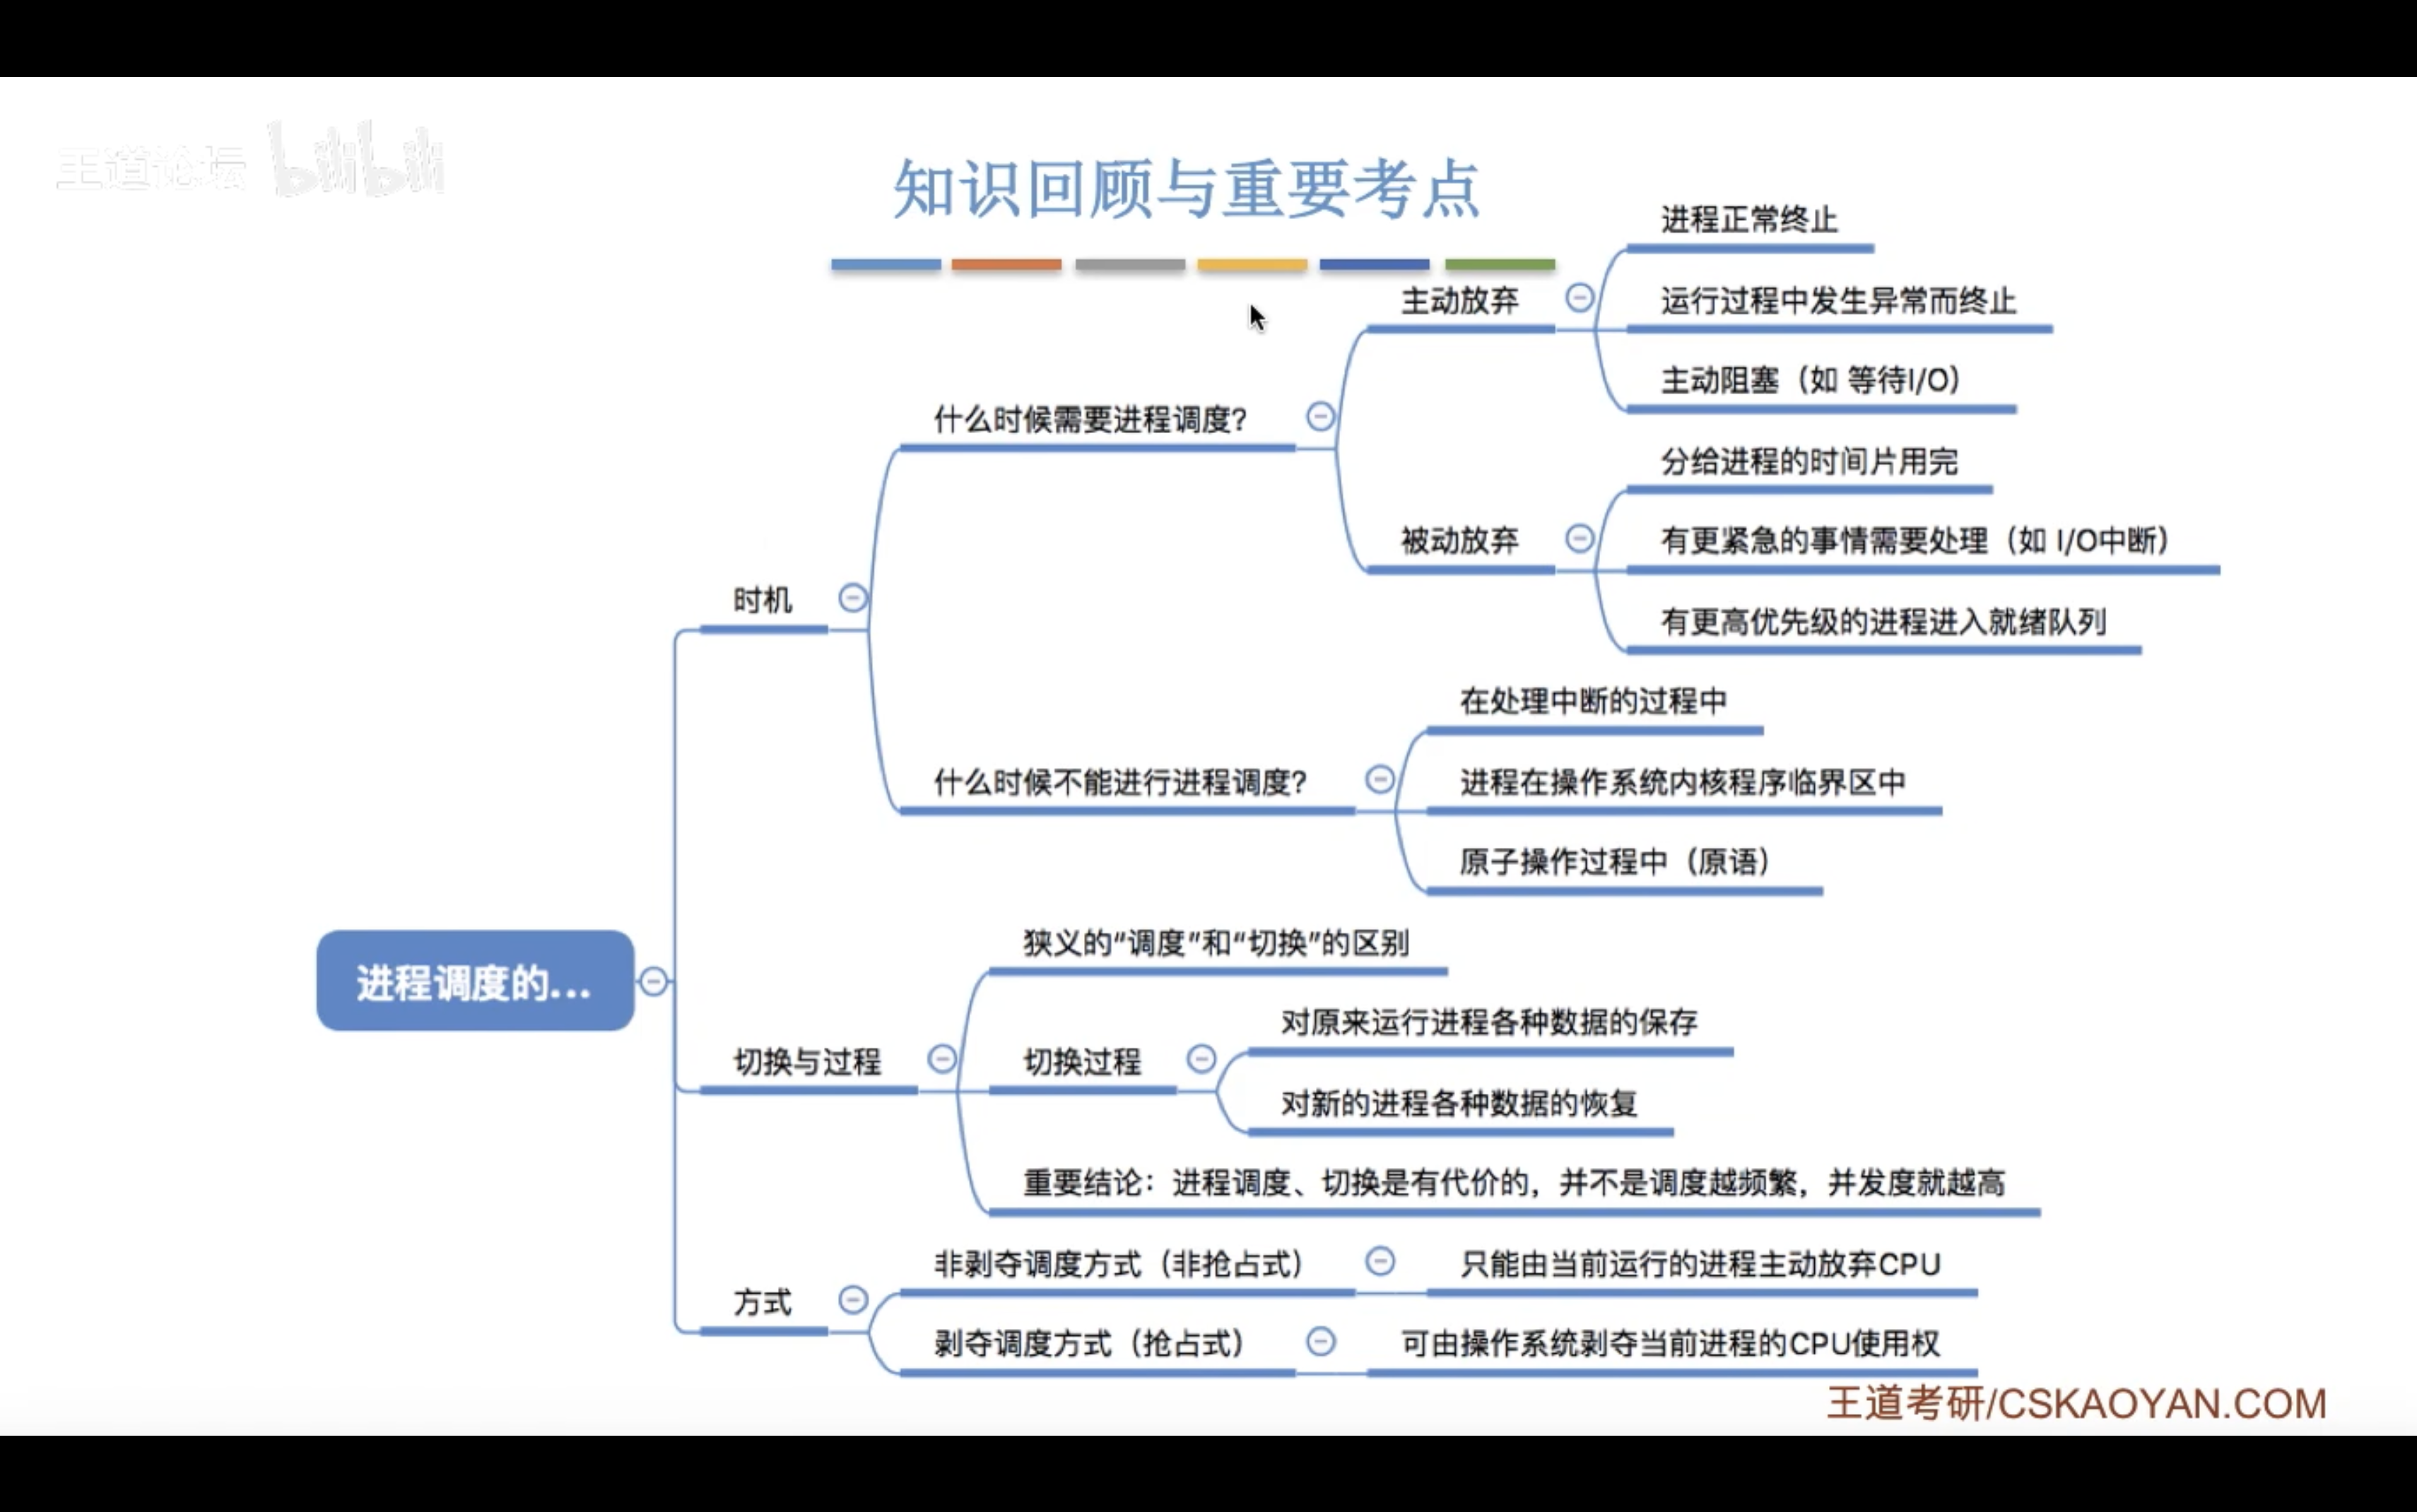 王道论坛 bilibili
知识回顾与重要考点
进程正常终止
运行过程中发生异常而终止
主动放弃
主动阻塞（如 等待I/O）
什么时候需要进程调度？
分给进程的时间片用完
被动放弃
有更紧急的事情需要处理（如 I/O中断）
有更高优先级的进程进入就绪队列
时机
在处理中断的过程中
什么时候不能进行进程调度？
进程在操作系统内核程序临界区中
原子操作过程中（原语）
进程调度的...
狭义的“调度”和“切换”的区别
对原来运行进程各种数据的保存
切换与过程
切换过程
对新的进程各种数据的恢复
重要结论：进程调度、切换是有代价的，并不是调度越频繁，并发度就越高
非剥夺调度方式（非抢占式）
只能由当前运行的进程主动放弃CPU
方式
剥夺调度方式（抢占式）
可由操作系统剥夺当前进程的CPU使用权
王道考研/CSKAOYAN.COM